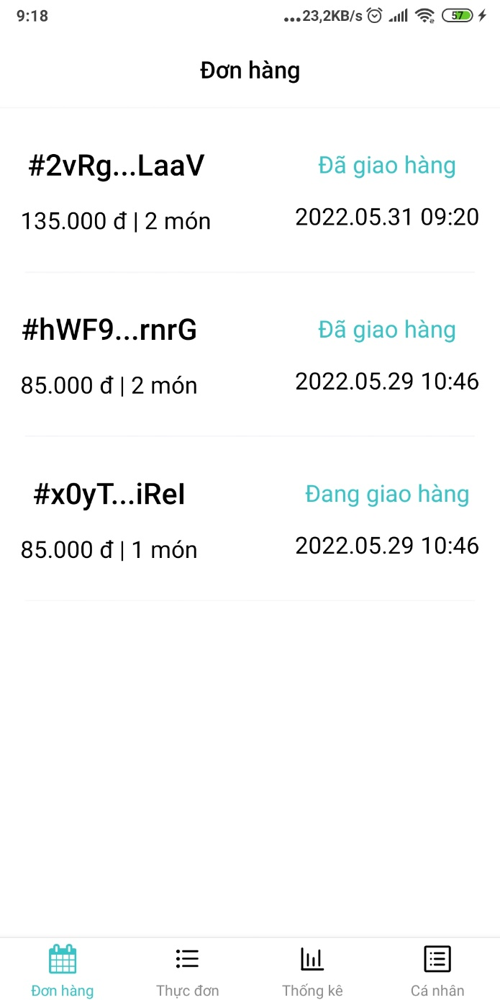 9:18 ...23,2KB/s 57
Đơn hàng
#2vRg...LaaV Đã giao hàng
135.000 đ | 2 món 2022.05.31 09:20
#hWF9...rnrG Đã giao hàng
85.000 đ | 2 món 2022.05.29 10:46
#x0yT...iReI Đang giao hàng
85.000 đ | 1 món 2022.05.29 10:46
Đơn hàng Thực đơn Thống kê Cá nhân